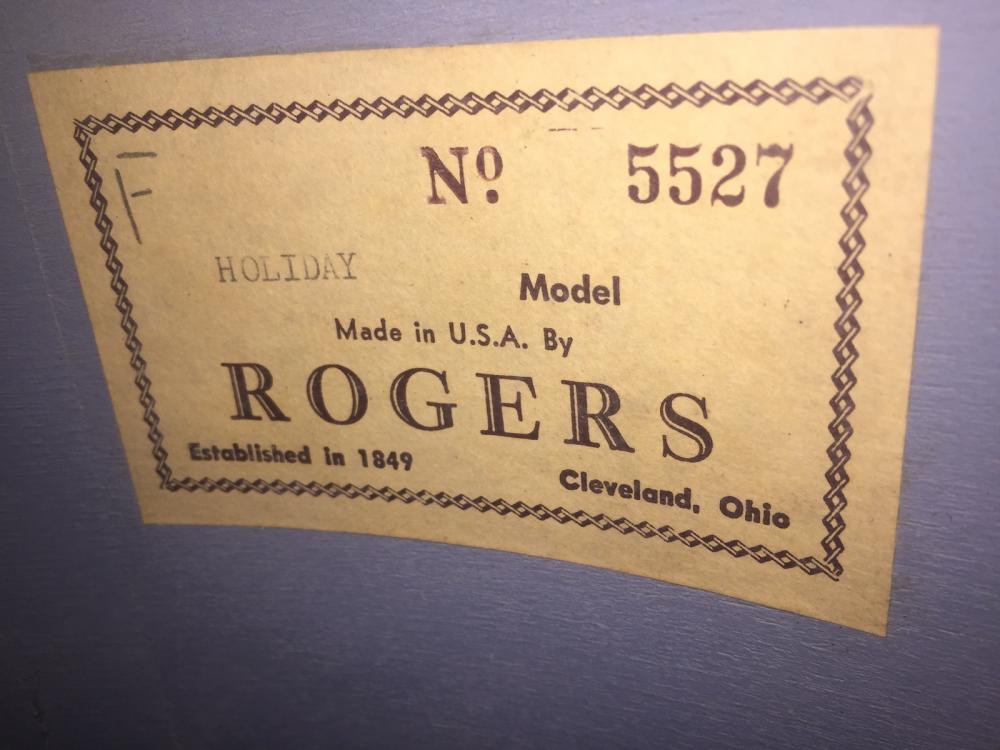 Nº 5527
F
HOLIDAY Model
Made in U.S.A. By
ROGERS
Established in 1849
Cleveland, Ohio